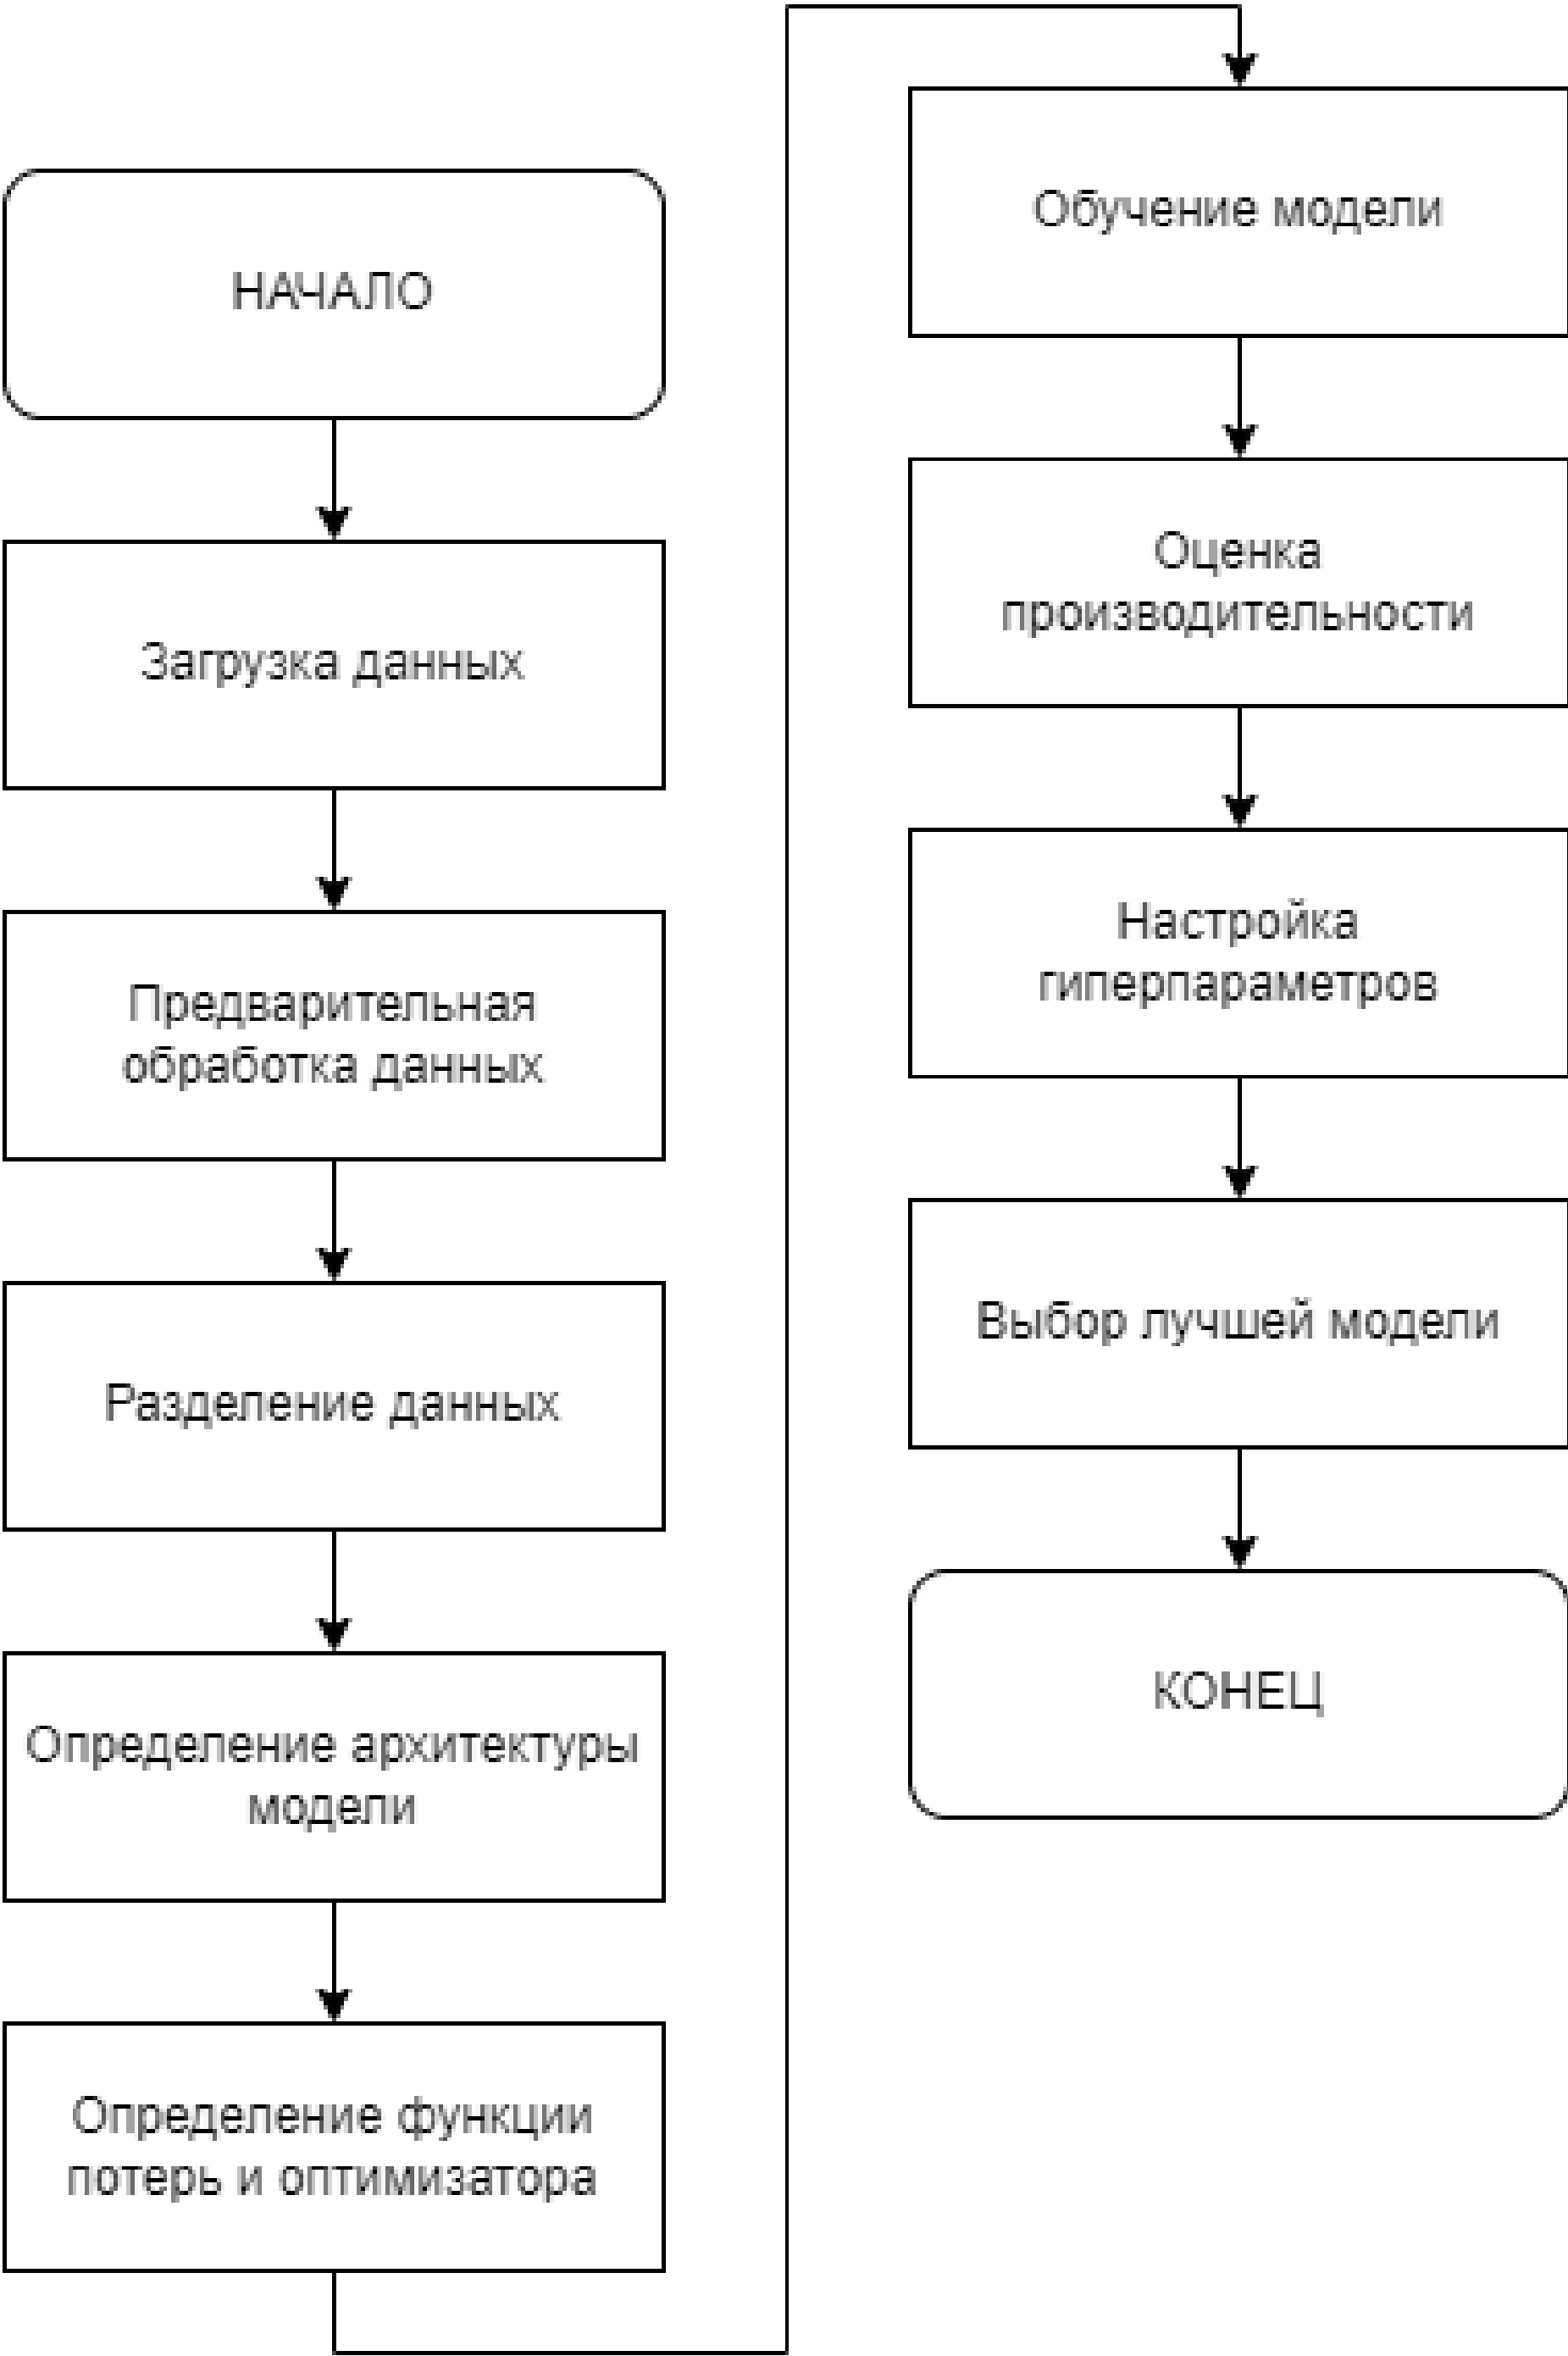 НАЧАЛО
Загрузка данных
Предварительная
обработка данных
Разделение данных
Определение архитектуры
модели
Определение функции
потерь и оптимизатора
Обучение модели
Оценка
производительности
Настройка
гиперпараметров
Выбор лучшей модели
КОНЕЦ